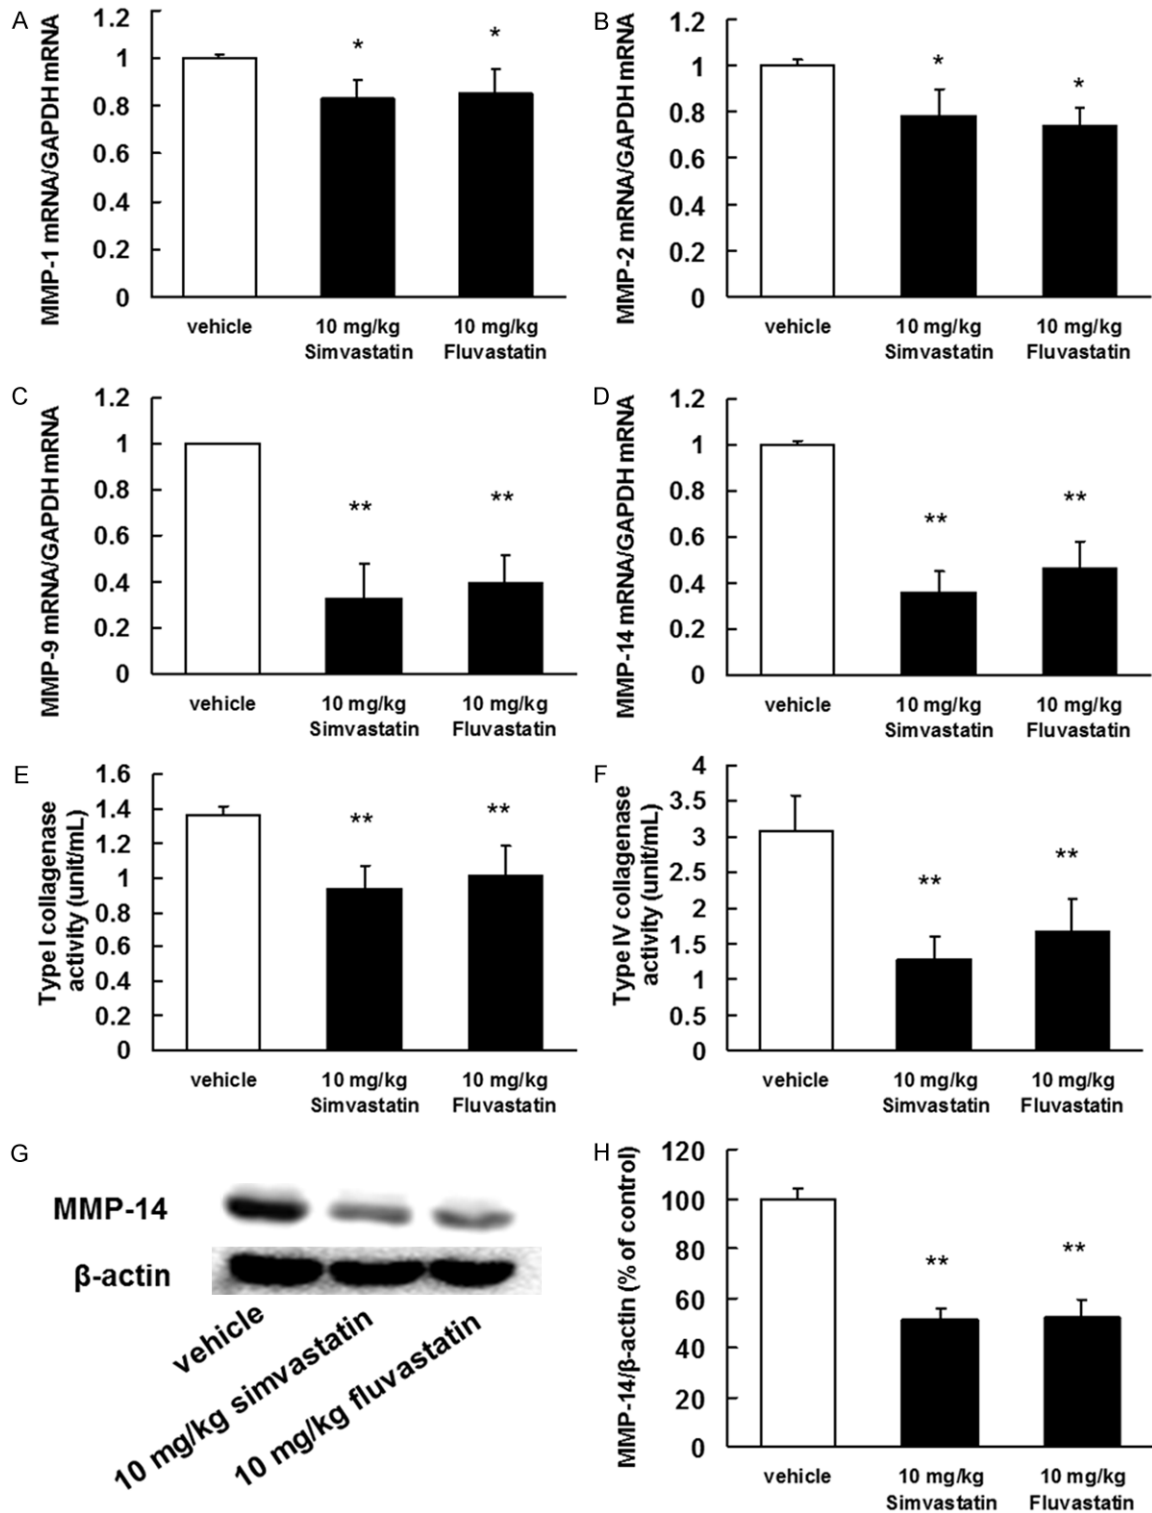 A
MMP-1 mRNA/GAPDH mRNA
1.2
1
0.8
0.6
0.4
0.2
0
*
*
vehicle
10 mg/kg
Simvastatin
10 mg/kg
Fluvastatin
B
MMP-2 mRNA/GAPDH mRNA
1.2
1
0.8
0.6
0.4
0.2
0
*
*
vehicle
10 mg/kg
Simvastatin
10 mg/kg
Fluvastatin
C
MMP-9 mRNA/GAPDH mRNA
1.2
1
0.8
0.6
0.4
0.2
0
**
**
vehicle
10 mg/kg
Simvastatin
10 mg/kg
Fluvastatin
D
MMP-14 mRNA/GAPDH mRNA
1.2
1
0.8
0.6
0.4
0.2
0
**
**
vehicle
10 mg/kg
Simvastatin
10 mg/kg
Fluvastatin
E
Type I collagenase
activity (unit/mL)
1.6
1.4
1.2
1
0.8
0.6
0.4
0.2
0
**
**
vehicle
10 mg/kg
Simvastatin
10 mg/kg
Fluvastatin
F
Type IV collagenase
activity (unit/mL)
4
3.5
3
2.5
2
1.5
1
0.5
0
**
**
vehicle
10 mg/kg
Simvastatin
10 mg/kg
Fluvastatin
G
MMP-14
β-actin
vehicle
10 mg/kg simvastatin
10 mg/kg fluvastatin
H
MMP-14/β-actin (% of control)
120
100
80
60
40
20
0
**
**
vehicle
10 mg/kg
Simvastatin
10 mg/kg
Fluvastatin